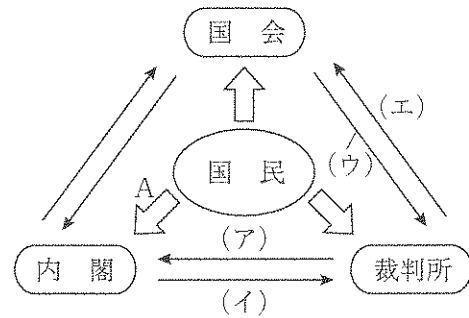 国 会
(エ)
(ウ)
国 民
A
(ア)
内 閣
裁判所
(イ)